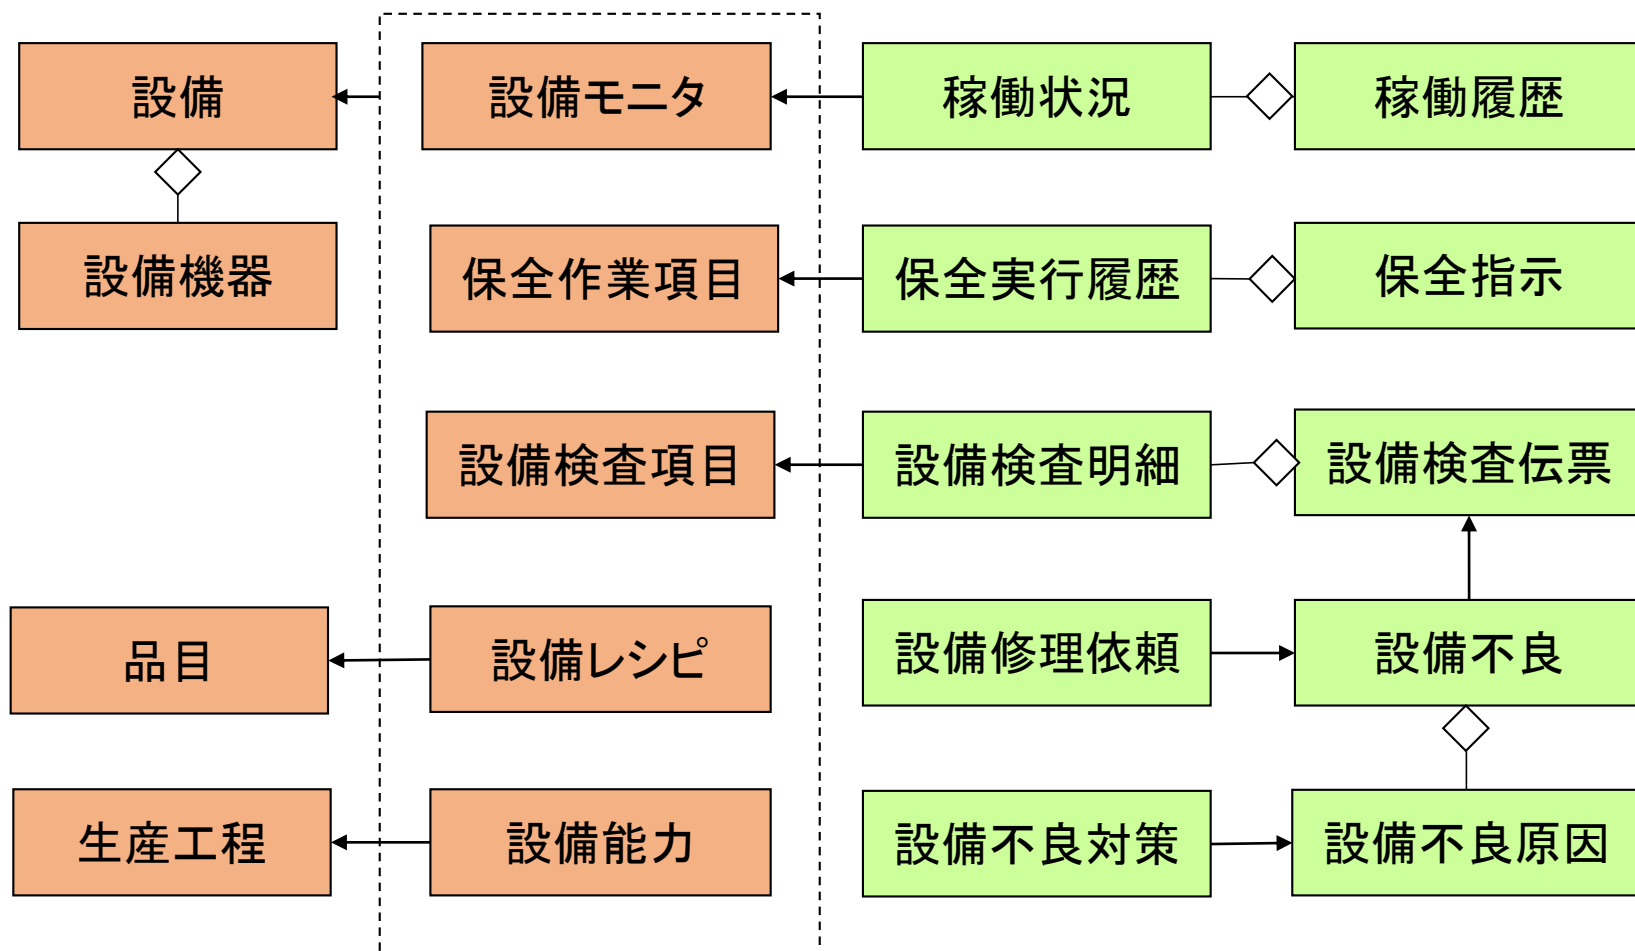 設備
設備モニタ
稼働状況
稼働履歴
設備機器
保全作業項目
保全実行履歴
保全指示
設備検査項目
設備検査明細
設備検査伝票
品目
設備レシピ
設備修理依頼
設備不良
生産工程
設備能力
設備不良対策
設備不良原因